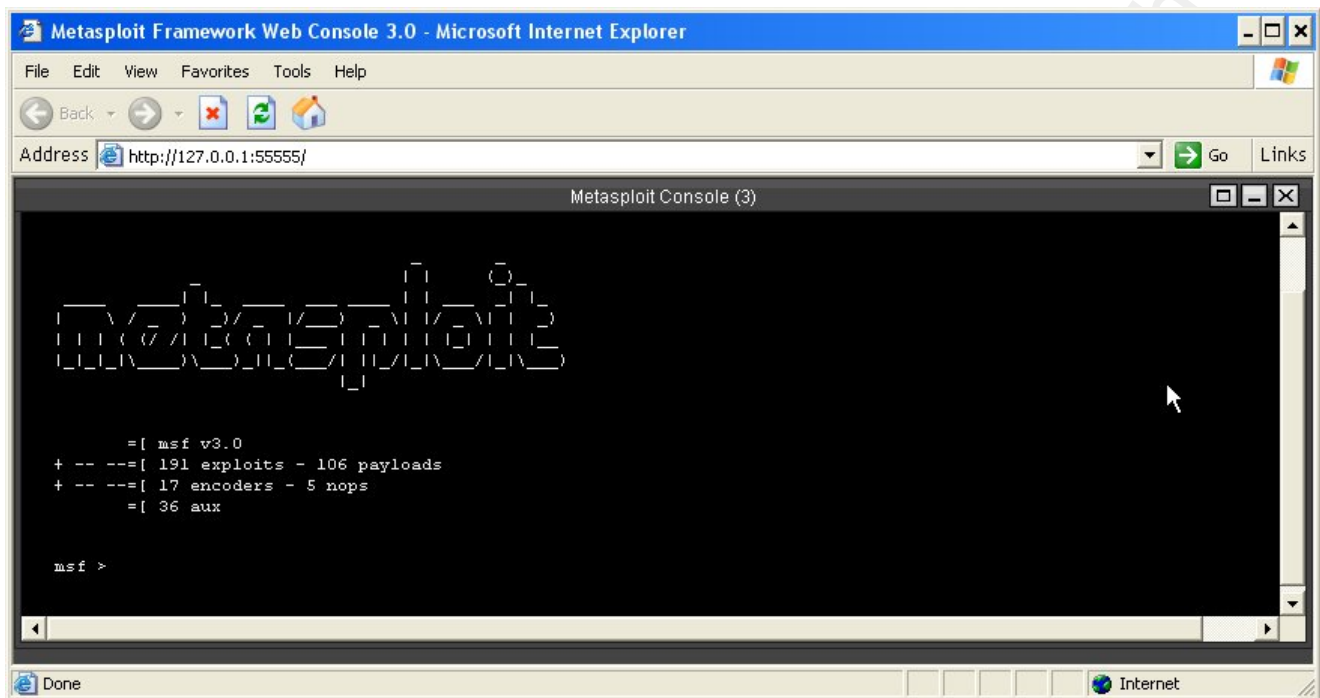 Metasploit Framework Web Console 3.0 - Microsoft Internet Explorer
File Edit View Favorites Tools Help
Back
Address http://127.0.0.1:55555/ Go Links
Metasploit Console (3)
metasploit
=[ msf v3.0
+ -- --=[ 191 exploits - 106 payloads
+ -- --=[ 17 encoders - 5 nops
=[ 36 aux
msf >
Done Internet